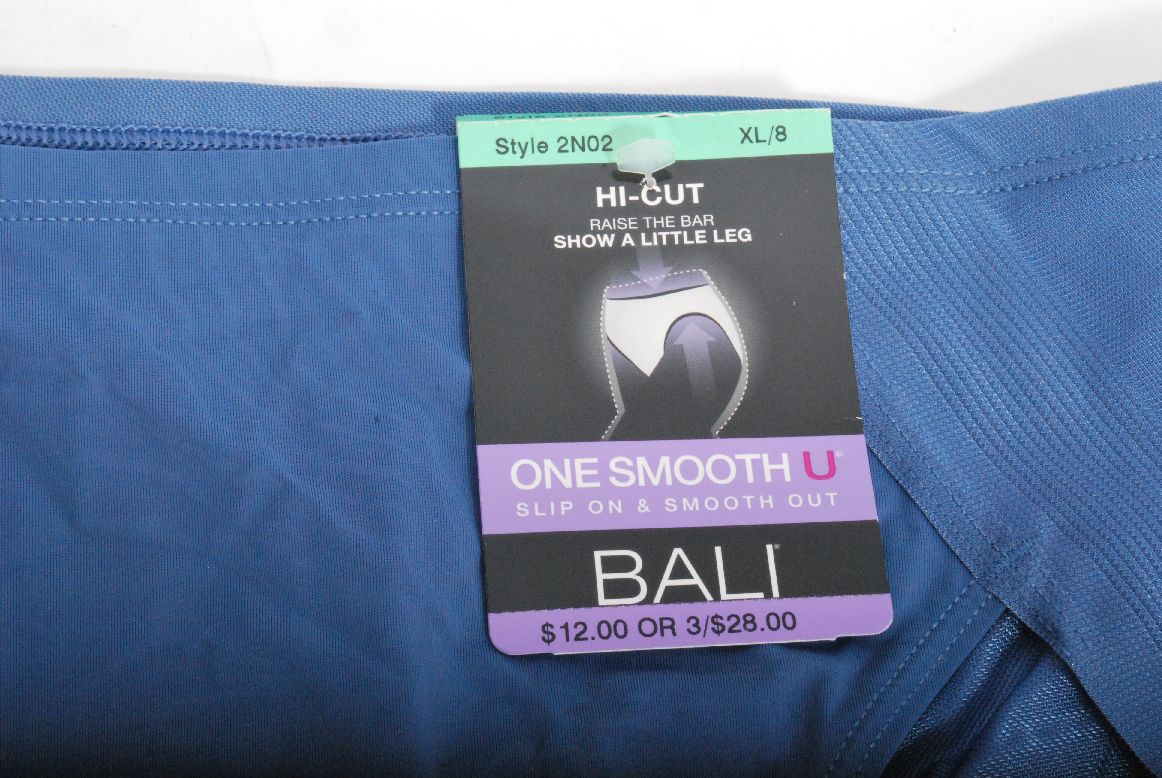 Style 2N02 XL/8
HI-CUT
RAISE THE BAR
SHOW A LITTLE LEG
ONE SMOOTH U®
SLIP ON & SMOOTH OUT
BALI®
$12.00 OR 3/$28.00